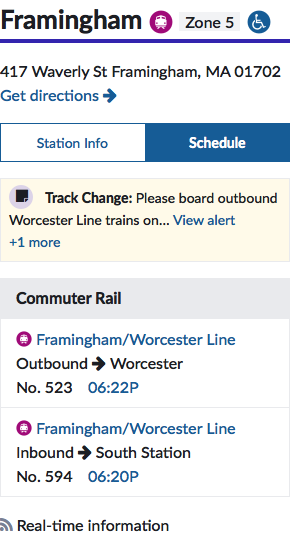 Framingham Zone 5
417 Waverly St Framingham, MA 01702
Get directions
Station Info Schedule
Track Change: Please board outbound
Worcester Line trains on... View alert
+1 more
Commuter Rail
Framingham/Worcester Line
Outbound → Worcester
No. 523 06:22P
Framingham/Worcester Line
Inbound → South Station
No. 594 06:20P
Real-time information